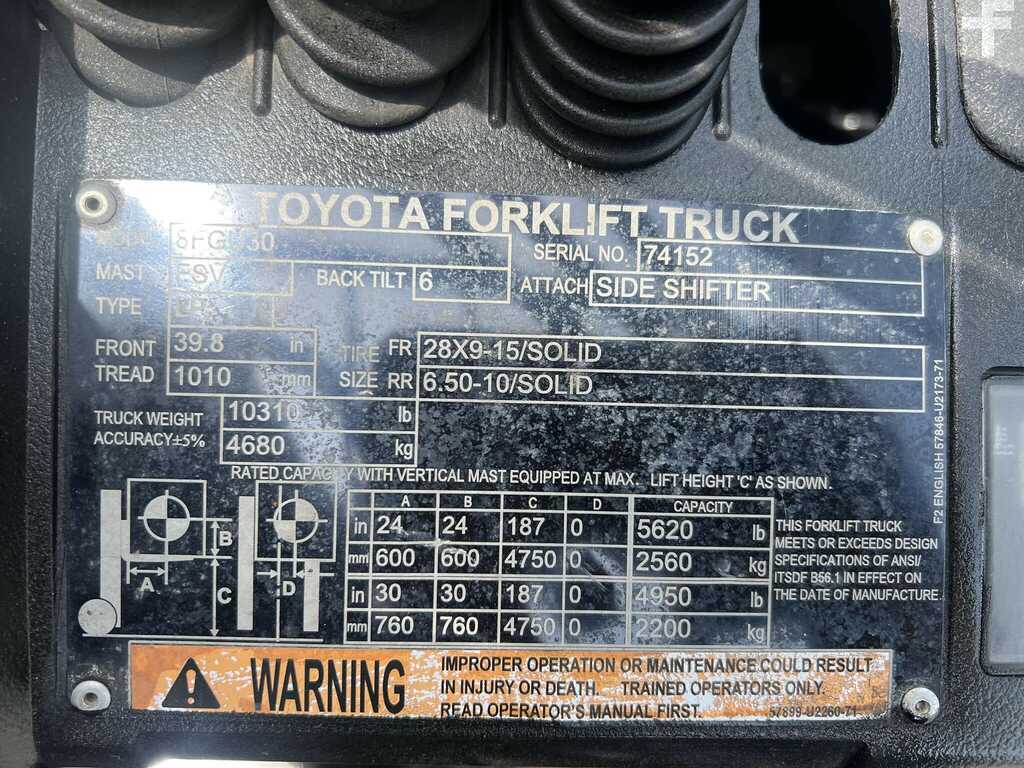 TOYOTA FORKLIFT TRUCK
MODEL 8FGU30 SERIAL NO. 74152
MAST FSV BACK TILT 6 ATTACH SIDE SHIFTER
TYPE
FRONT TREAD 39.8 in TIRE SIZE FR 28X9-15/SOLID
1010 mm RR 6.50-10/SOLID
TRUCK WEIGHT 10310 lb
ACCURACY±5% 4680 kg
RATED CAPACITY WITH VERTICAL MAST EQUIPPED AT MAX. LIFT HEIGHT 'C' AS SHOWN.
A B C D CAPACITY
in 24 24 187 0 5620 lb
mm 600 600 4750 0 2560 kg
in 30 30 187 0 4950 lb
mm 760 760 4750 0 2200 kg
A B C D
THIS FORKLIFT TRUCK
MEETS OR EXCEEDS DESIGN
SPECIFICATIONS OF ANSI/
ITSDF B56.1 IN EFFECT ON
THE DATE OF MANUFACTURE.
F2 ENGLISH 57846-U2173-71
WARNING
IMPROPER OPERATION OR MAINTENANCE COULD RESULT
IN INJURY OR DEATH. TRAINED OPERATORS ONLY.
READ OPERATOR'S MANUAL FIRST. 57899-U2260-71